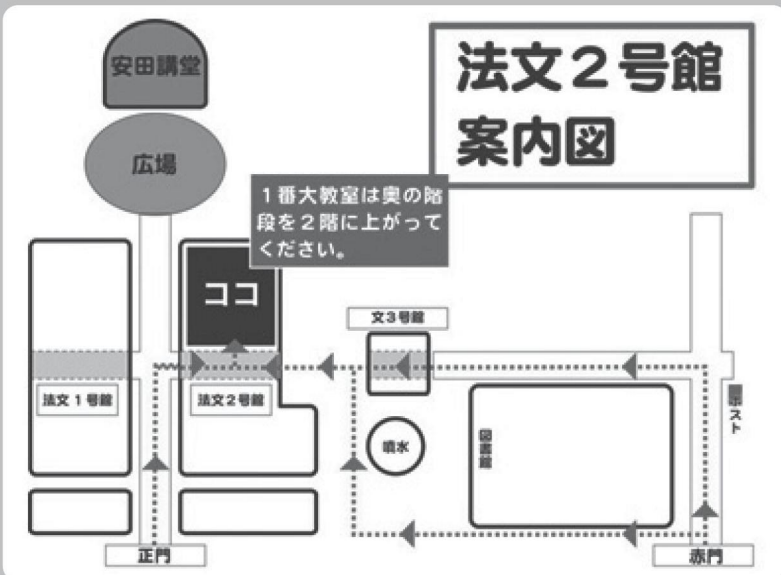 法文２号館
案内図
安田講堂
広場
１番大教室は奥の階
段を２階に上がって
ください。
ココ
文３号館
法文１号館
法文２号館
噴水
図書館
ポスト
正門
赤門